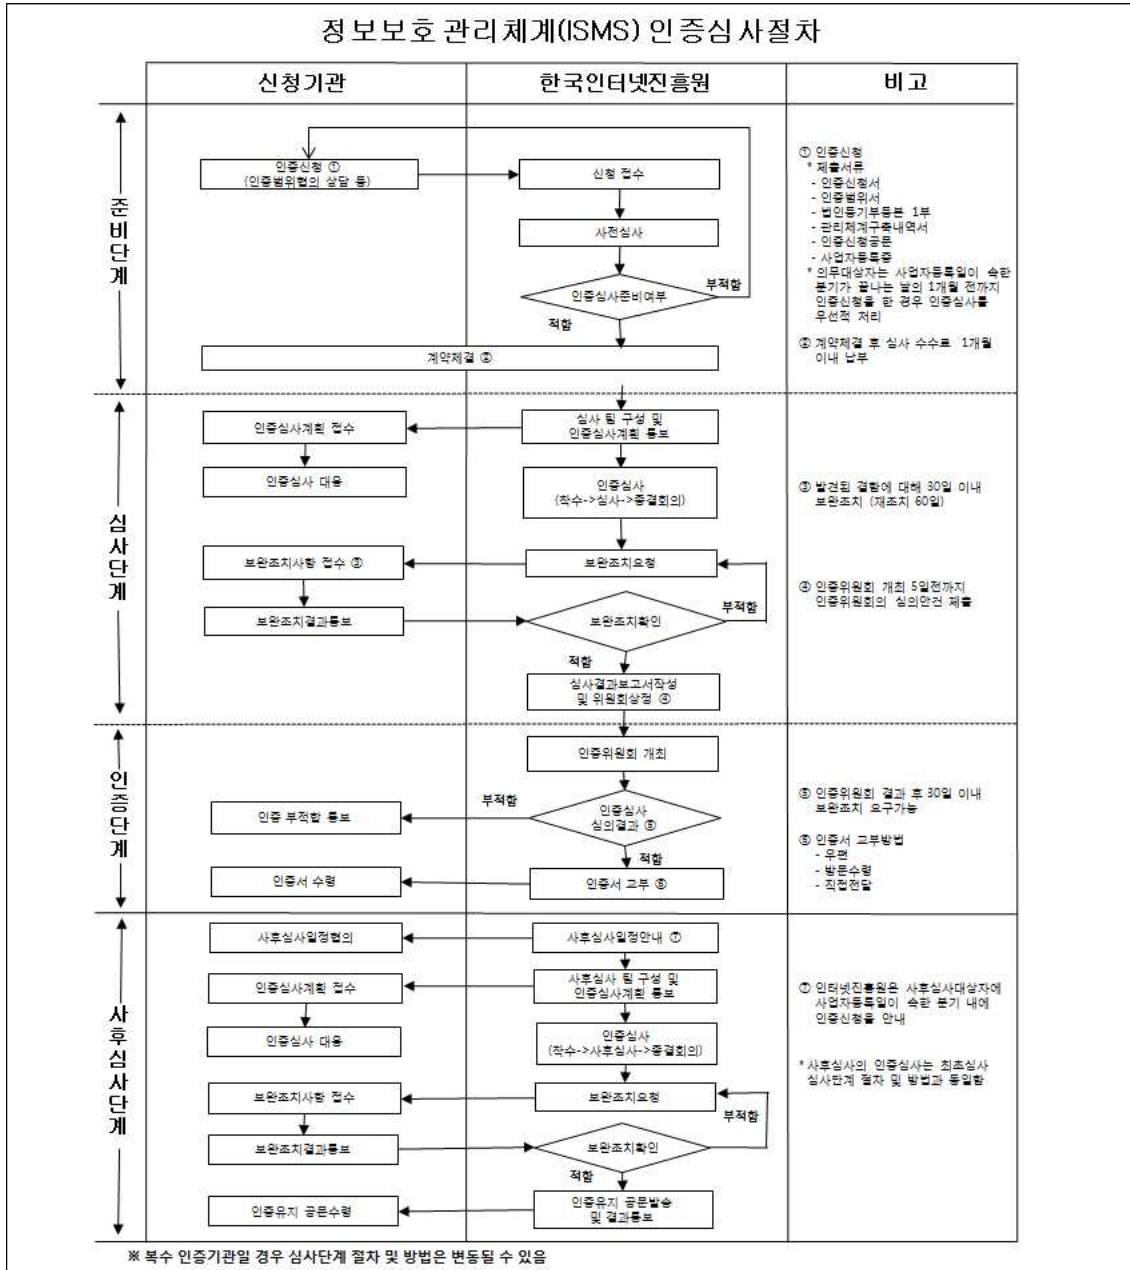 정보보호 관리체계(ISMS) 인증심사절차
신청기관
한국인터넷진흥원
비고
준비단계
인증신청 ①
(인증범위협의 상담 등)
신청 접수
사전심사
인증심사준비여부
부적합
적합
계약체결 ②
① 인증신청
* 제출서류
- 인증신청서
- 인증범위서
- 법인등기부등본 1부
- 관리체계구축내역서
- 인증신청공문
- 사업자등록증
* 의무대상자는 사업자등록일이 속한
분기가 끝나는 날의 1개월 전까지
인증신청을 한 경우 인증심사를
우선적 처리
② 계약체결 후 심사 수수료 1개월
이내 납부
심사단계
심사 팀 구성 및
인증심사계획 통보
인증심사계획 접수
인증심사 대응
인증심사
(착수->심사->종결회의)
보완조치요청
보완조치사항 접수 ③
보완조치결과통보
보완조치확인
부적합
적합
심사결과보고서작성
및 위원회상정 ④
③ 발견된 결함에 대해 30일 이내
보완조치 (재조치 60일)
④ 인증위원회 개최 5일전까지
인증위원회의 심의안건 제출
인증단계
인증위원회 개최
인증심사
심의결과 ⑤
부적합
인증 부적합 통보
적합
인증서 교부 ⑥
인증서 수령
⑤ 인증위원회 결과 후 30일 이내
보완조치 요구가능
⑥ 인증서 교부방법
- 우편
- 방문수령
- 직접전달
사후심사단계
사후심사일정안내 ⑦
사후심사일정협의
사후심사 팀 구성 및
인증심사계획 통보
인증심사계획 접수
인증심사 대응
인증심사
(착수->사후심사->종결회의)
보완조치요청
보완조치사항 접수
보완조치결과통보
보완조치확인
부적합
적합
인증유지 공문발송
및 결과통보
인증유지 공문수령
⑦ 인터넷진흥원은 사후심사대상자에
사업자등록일이 속한 분기 내에
인증신청을 안내
* 사후심사의 인증심사는 최초심사
심사단계 절차 및 방법과 동일함
※ 복수 인증기관일 경우 심사단계 절차 및 방법은 변동될 수 있음